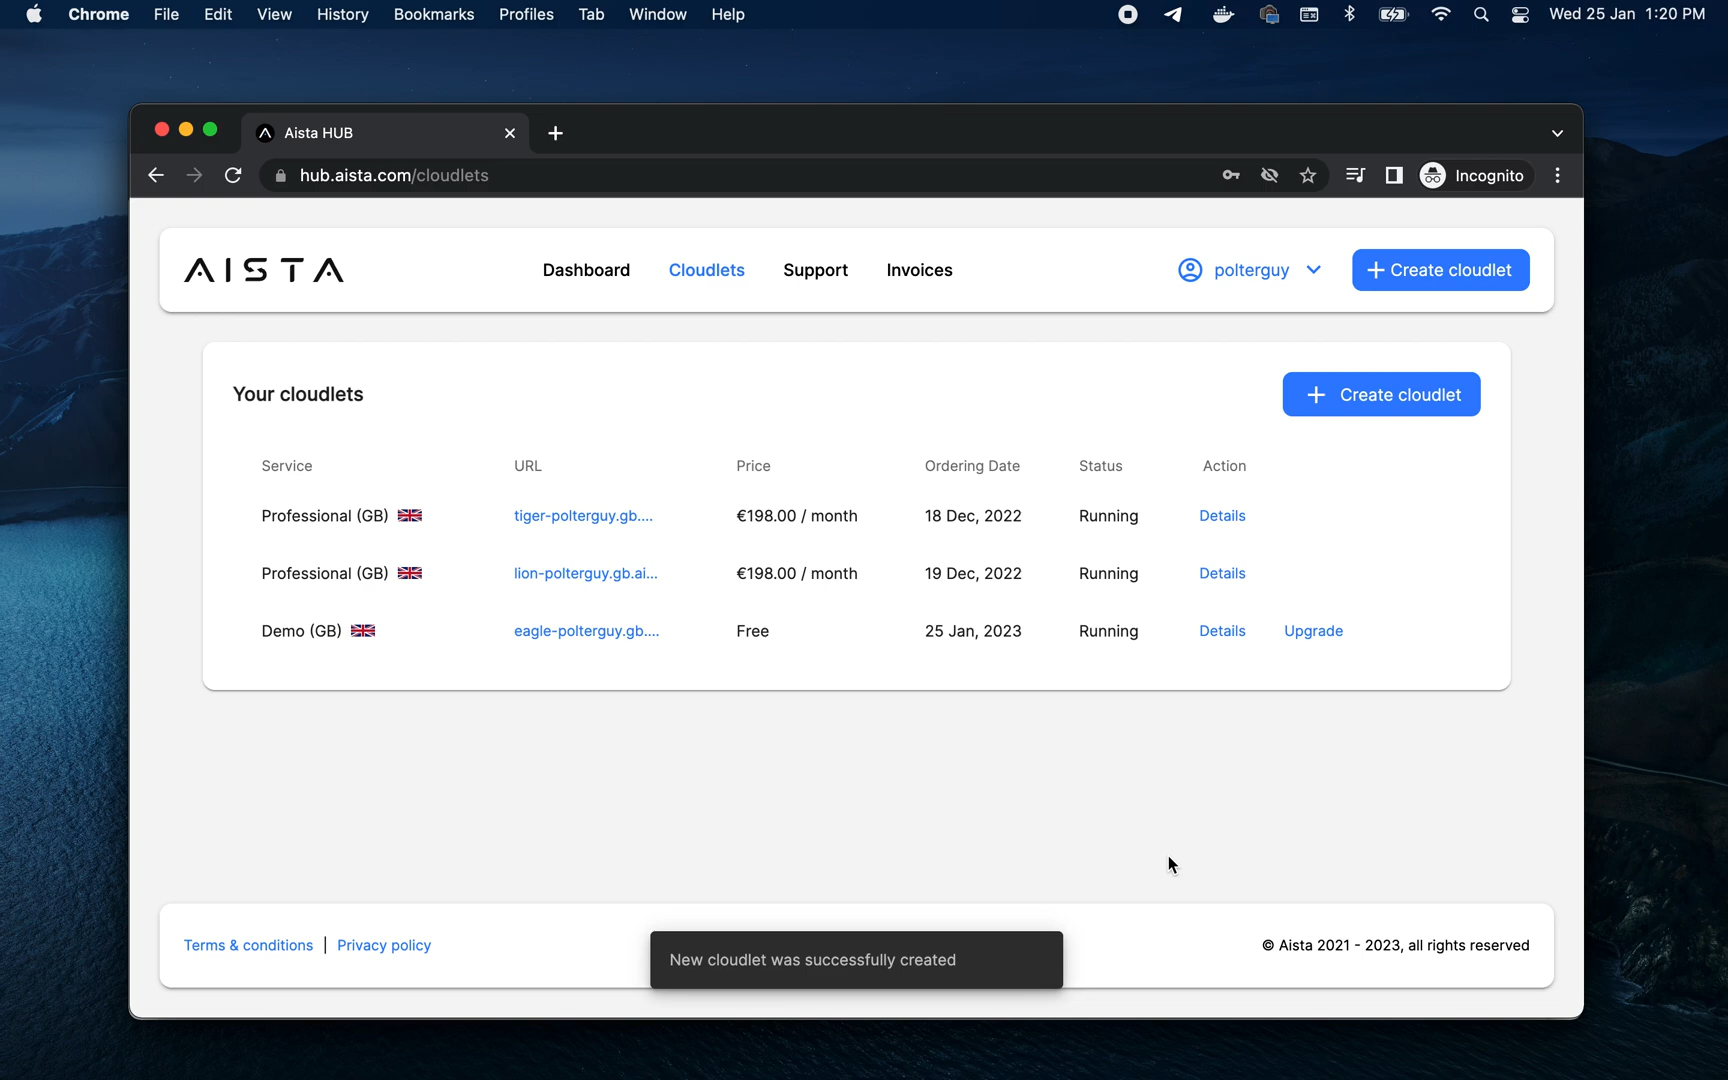 Chrome File Edit View History Bookmarks Profiles Tab Window Help Wed 25 Jan 1:20 PM
Aista HUB
hub.aista.com/cloudlets Incognito
AISTA Dashboard Cloudlets Support Invoices polterguy + Create cloudlet
Your cloudlets + Create cloudlet
Service URL Price Ordering Date Status Action
Professional (GB) tiger-polterguy.gb.... €198.00 / month 18 Dec, 2022 Running Details
Professional (GB) lion-polterguy.gb.ai... €198.00 / month 19 Dec, 2022 Running Details
Demo (GB) eagle-polterguy.gb.... Free 25 Jan, 2023 Running Details Upgrade
Terms & conditions | Privacy policy © Aista 2021 - 2023, all rights reserved
New cloudlet was successfully created